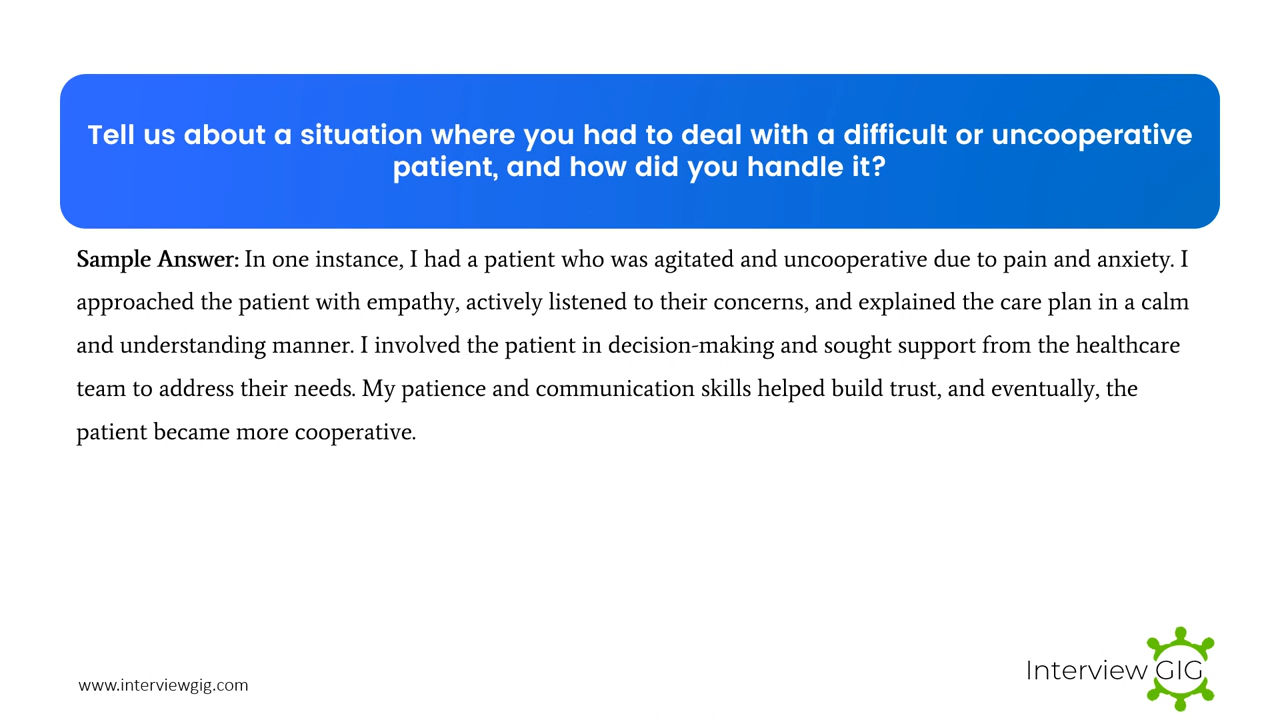 Tell us about a situation where you had to deal with a difficult or uncooperative
patient, and how did you handle it?
Sample Answer: In one instance, I had a patient who was agitated and uncooperative due to pain and anxiety. I
approached the patient with empathy, actively listened to their concerns, and explained the care plan in a calm
and understanding manner. I involved the patient in decision-making and sought support from the healthcare
team to address their needs. My patience and communication skills helped build trust, and eventually, the
patient became more cooperative.
www.interviewgig.com
Interview GIG